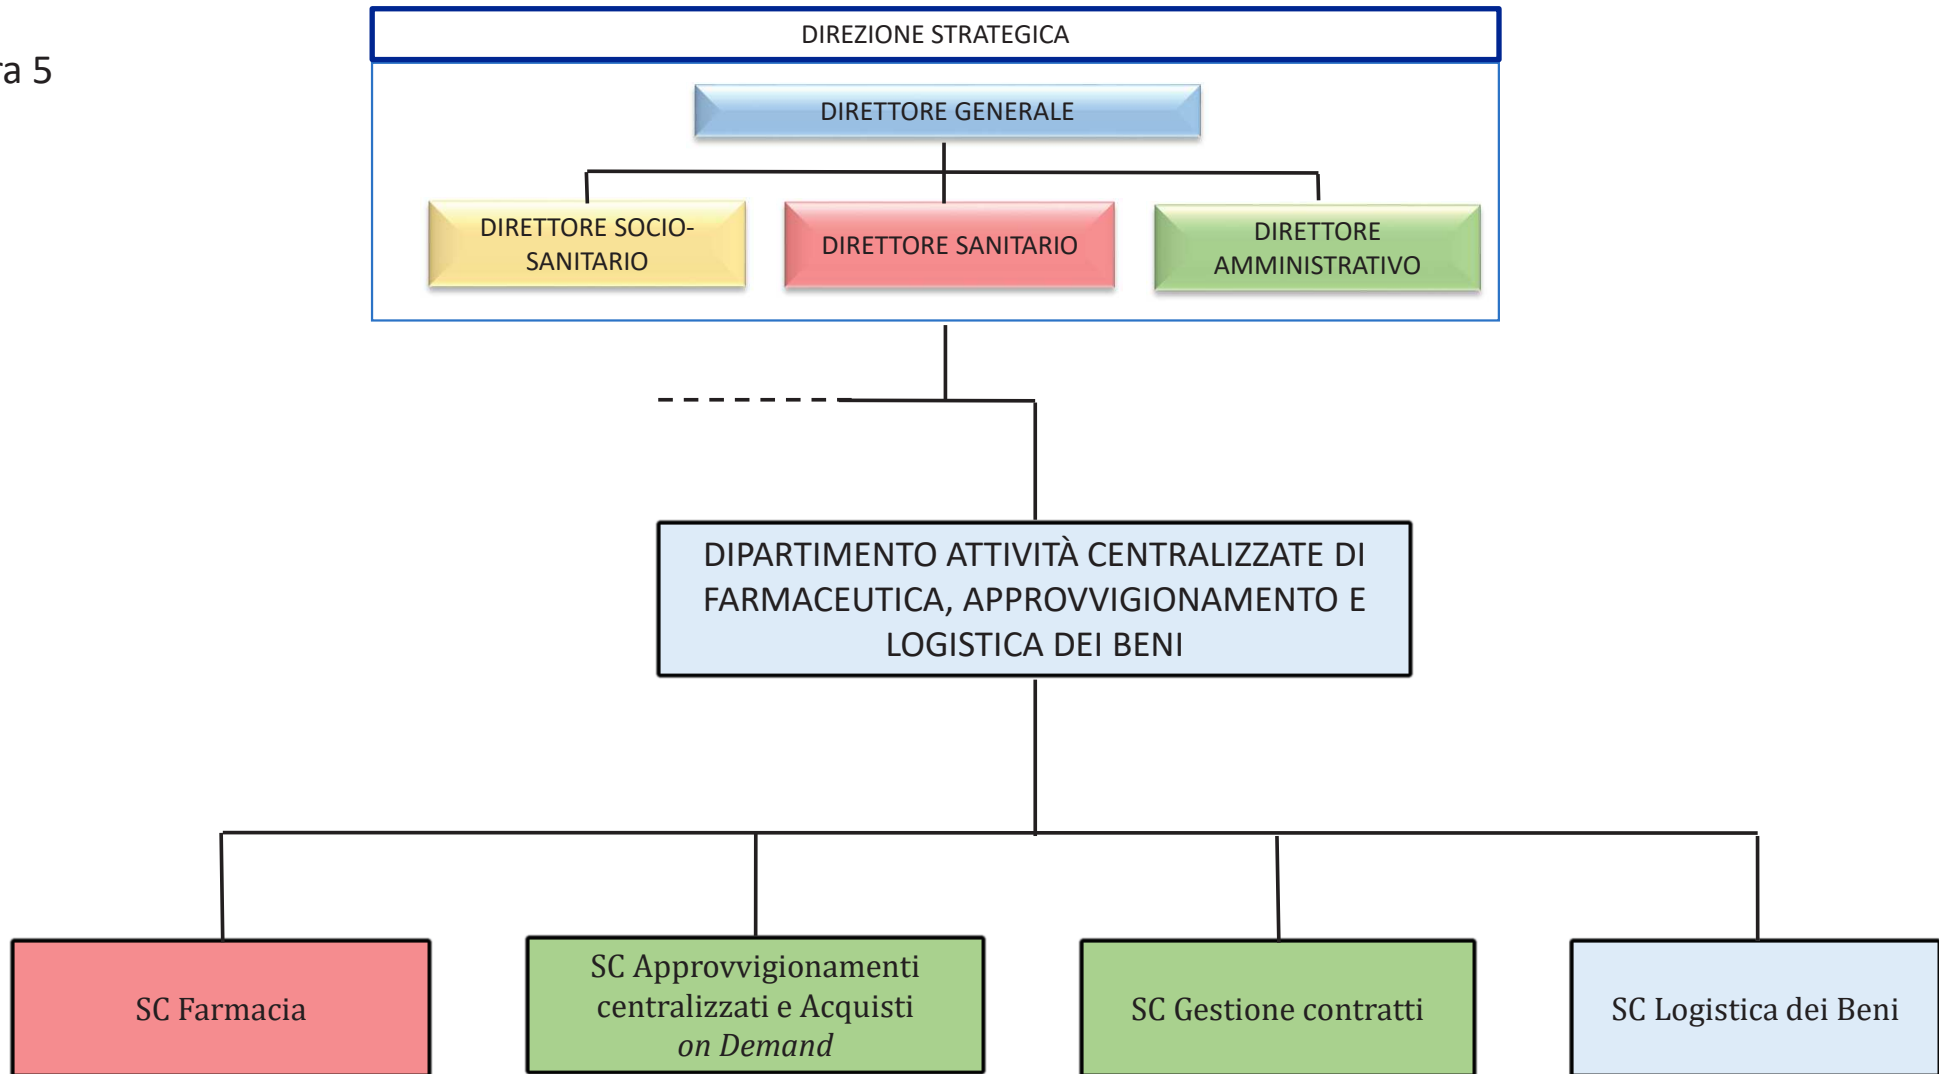 DIREZIONE STRATEGICA
ra 5
DIRETTORE GENERALE
DIRETTORE SOCIO-
SANITARIO
DIRETTORE SANITARIO
DIRETTORE
AMMINISTRATIVO
DIPARTIMENTO ATTIVITÀ CENTRALIZZATE DI
FARMACEUTICA, APPROVVIGIONAMENTO E
LOGISTICA DEI BENI
SC Farmacia
SC Approvvigionamenti
centralizzati e Acquisti
on Demand
SC Gestione contratti
SC Logistica dei Beni